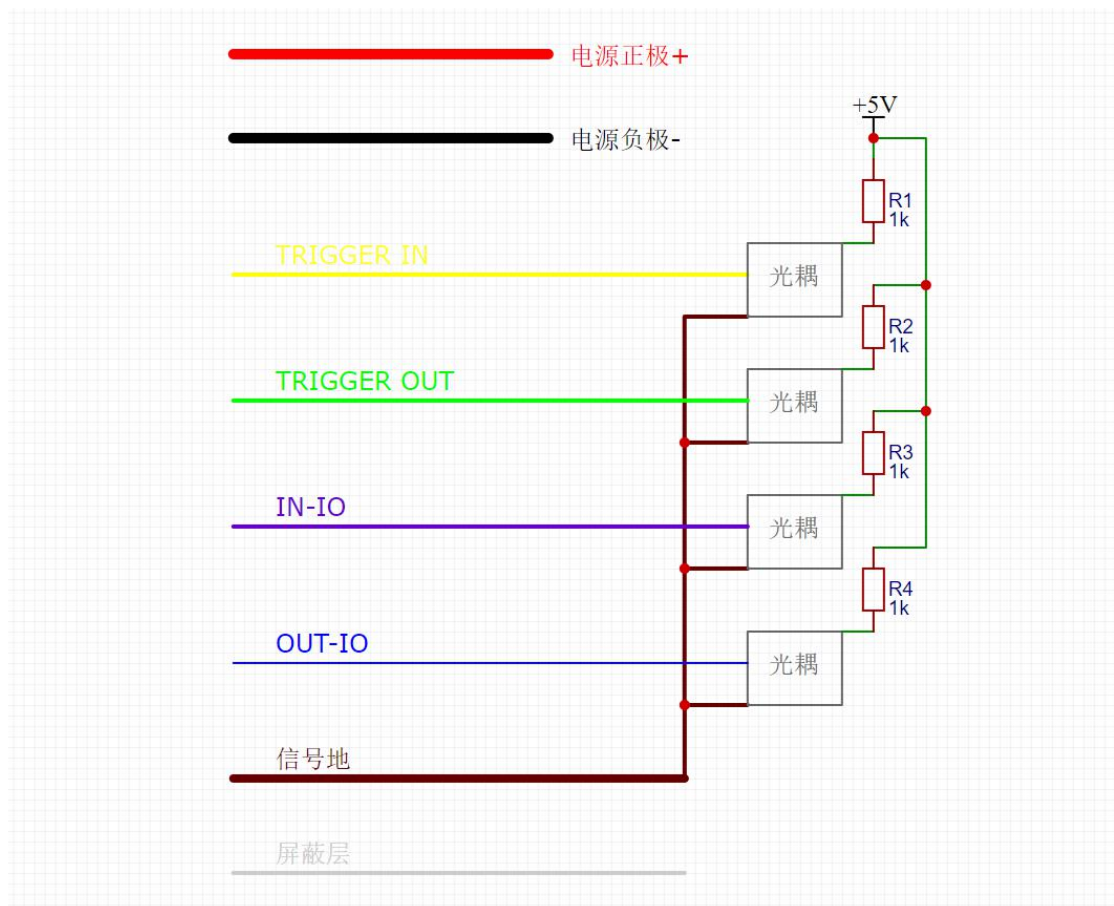 电源正极+
+5V
电源负极-
R1
1k
TRIGGER IN
光耦
R2
1k
TRIGGER OUT
光耦
R3
1k
IN-IO
光耦
R4
1k
OUT-IO
光耦
信号地
屏蔽层